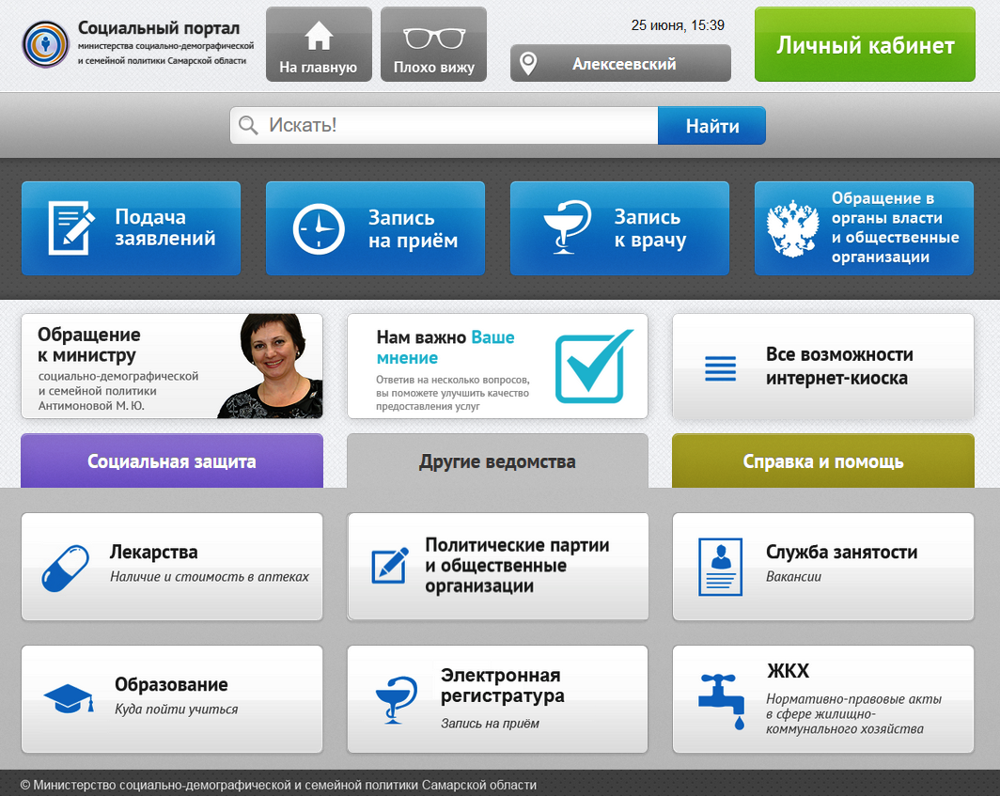 Социальный портал
министерства социально-демографической
и семейной политики Самарской области
На главную
Плохо вижу
25 июня, 15:39
Алексеевский
Личный кабинет
Искать!
Найти
Подача
заявлений
Запись
на приём
Запись
к врачу
Обращение в
органы власти
и общественные
организации
Обращение
к министру
социально-демографической
и семейной политики
Антимоновой М. Ю.
Нам важно Ваше
мнение
Ответив на несколько вопросов,
вы поможете улучшить качество
предоставления услуг
Все возможности
интернет-киоска
Социальная защита
Другие ведомства
Справка и помощь
Лекарства
Наличие и стоимость в аптеках
Политические партии
и общественные
организации
Служба занятости
Вакансии
Образование
Куда пойти учиться
Электронная
регистратура
Запись на приём
ЖКХ
Нормативно-правовые акты
в сфере жилищно-
коммунального хозяйства
© Министерство социально-демографической и семейной политики Самарской области